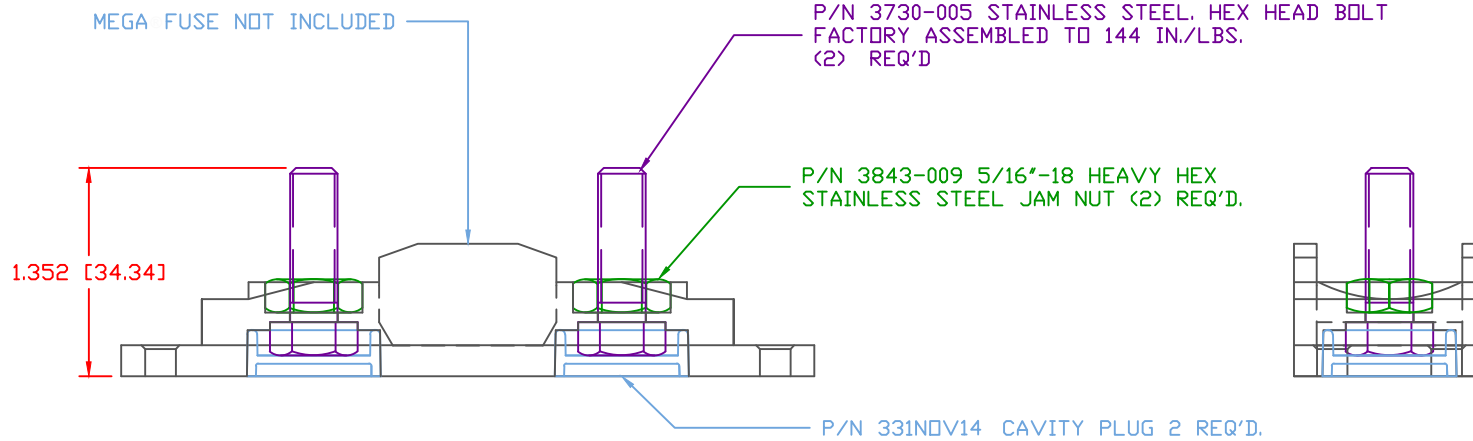 MEGA FUSE NOT INCLUDED
P/N 3730-005 STAINLESS STEEL. HEX HEAD BOLT
FACTORY ASSEMBLED TO 144 IN./LBS.
(2) REQ'D
P/N 3843-009 5/16"-18 HEAVY HEX
STAINLESS STEEL JAM NUT (2) REQ'D.
1.352 [34.34]
P/N 331NOV14 CAVITY PLUG 2 REQ'D.